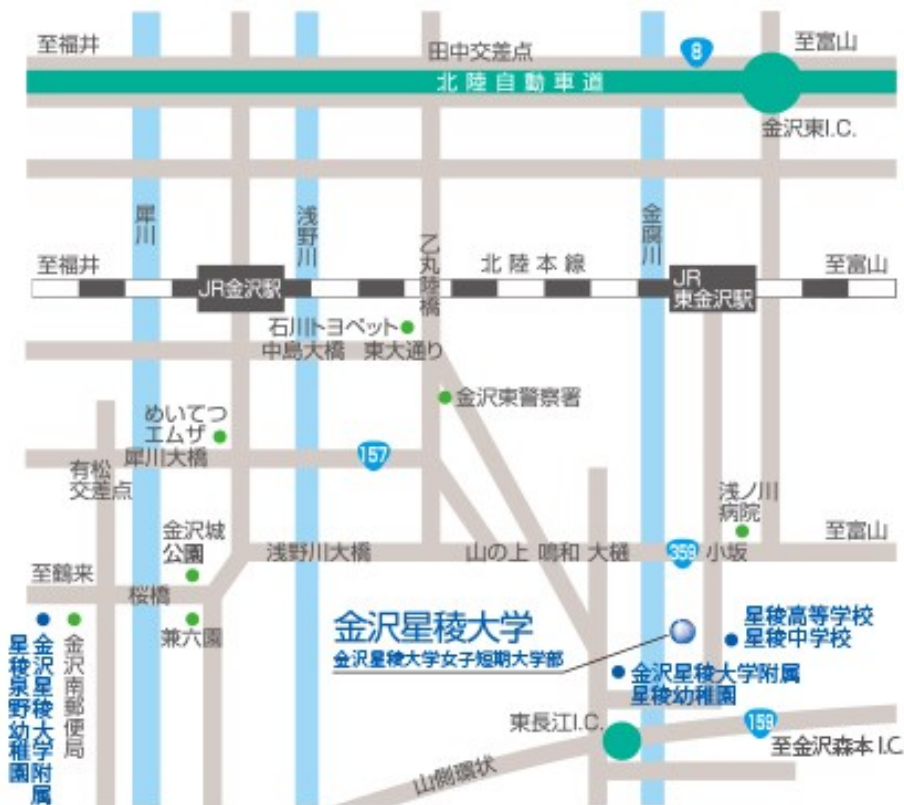 至福井
田中交差点
8
至富山
北陸自動車道
金沢東I.C.
犀川
浅野川
乙丸陸橋
金腐川
至福井
北陸本線
至富山
JR金沢駅
JR
東金沢駅
石川トヨペット
中島大橋 東大通り
金沢東警察署
めいてつ
エムザ
犀川大橋
157
有松
交差点
浅ノ川
病院
金沢城
公園
浅野川大橋
山の上 鳴和 大樋
359
小坂
至富山
至鶴来
桜橋
兼六園
金沢星稜大学
金沢星稜大学女子短期大学部
星稜高等学校
星稜中学校
金沢星稜大学附属
星稜幼稚園
金沢南郵便局
金沢星稜大学附属
星稜泉野幼稚園
東長江I.C.
159
至金沢森本I.C.
山側環状